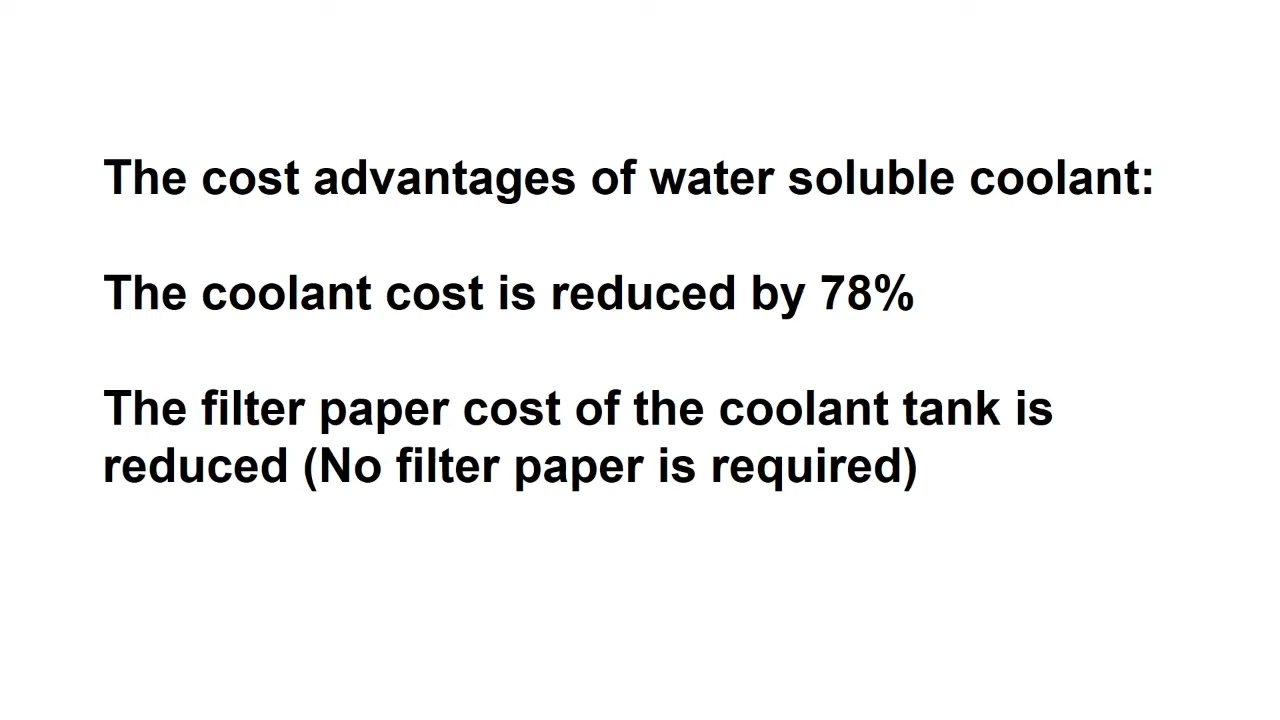 The cost advantages of water soluble coolant:
The coolant cost is reduced by 78%
The filter paper cost of the coolant tank is
reduced (No filter paper is required)